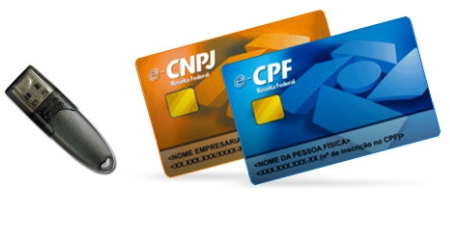 e-CNPJ
Receita Federal
<NOME EMPRESARIA
<XX.XXX.XXX/XXXX-X
e-CPF
Receita Federal
<NOME DA PESSOA FÍSICA>
<XXX.XXX.XXX-XX (nº de inscrição no CPF)>